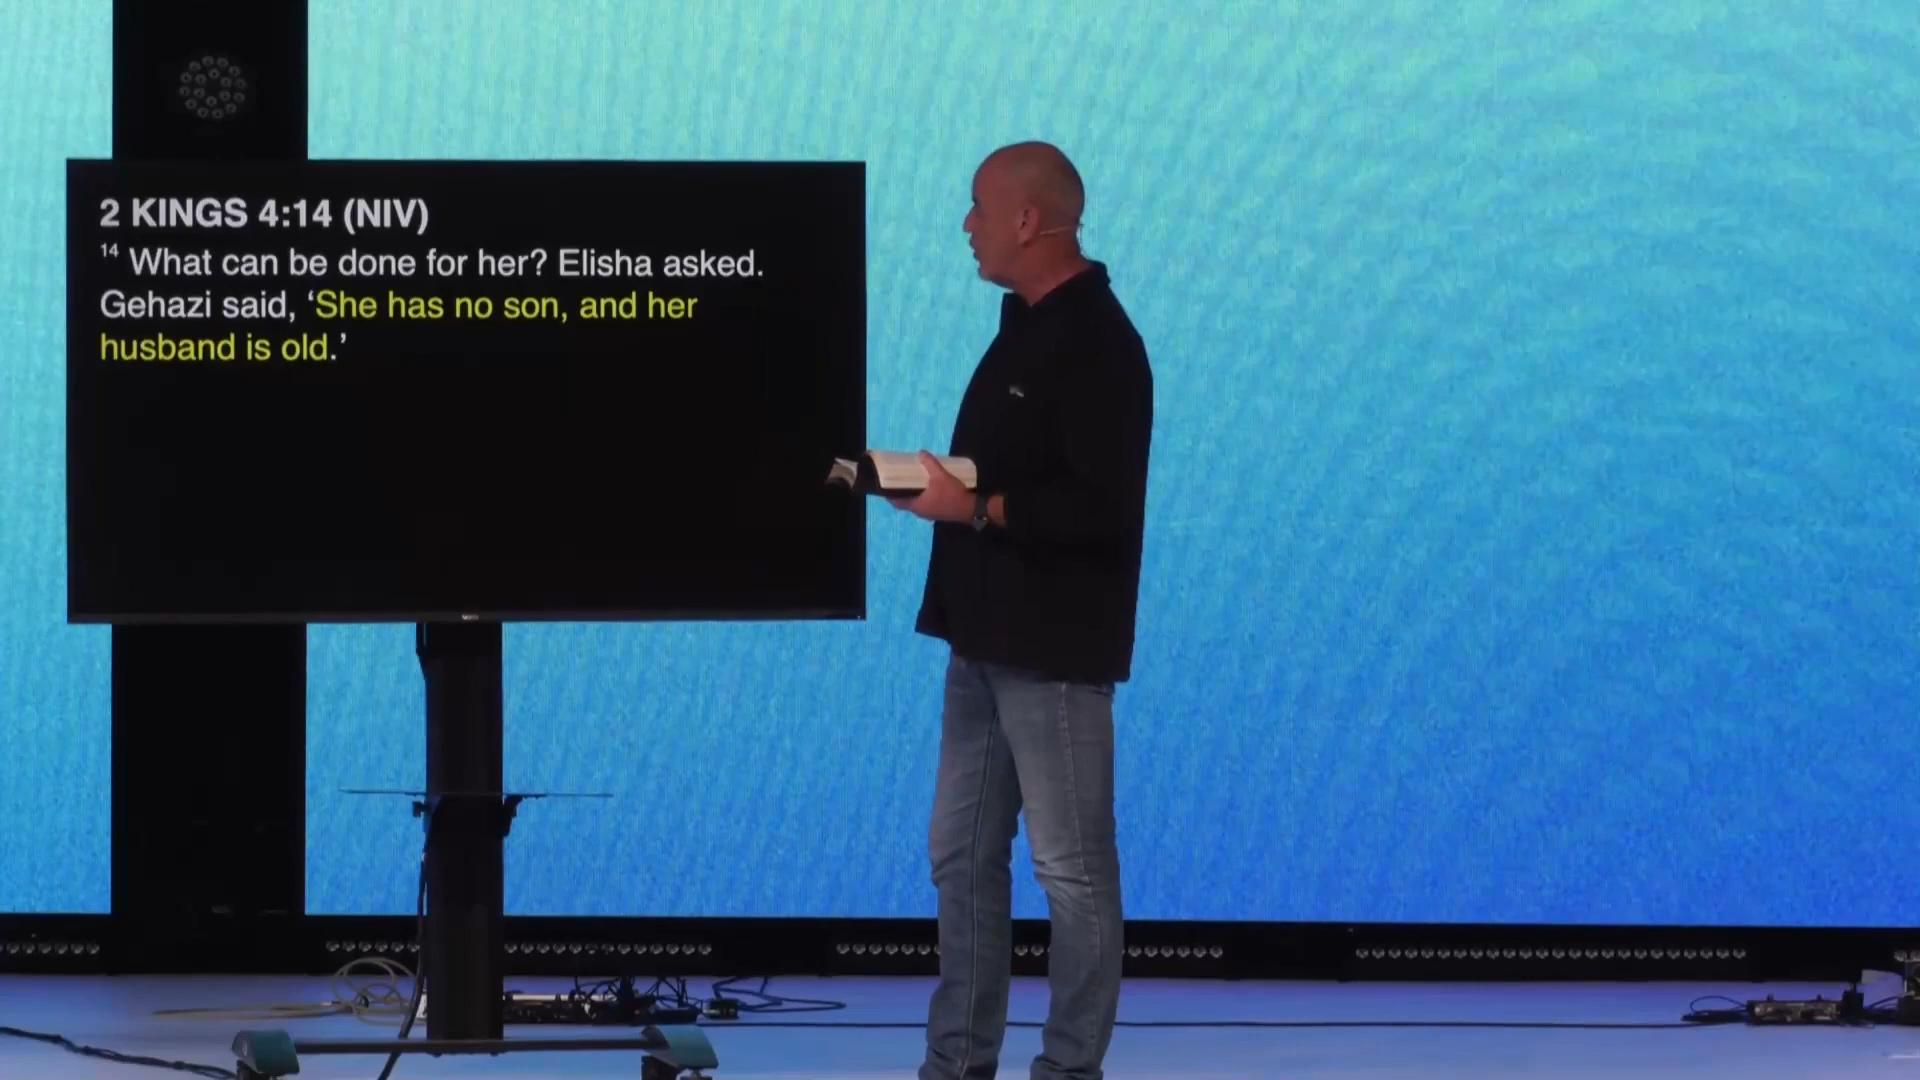 2 KINGS 4:14 (NIV)
14 What can be done for her? Elisha asked.
Gehazi said, ‘She has no son, and her
husband is old.’